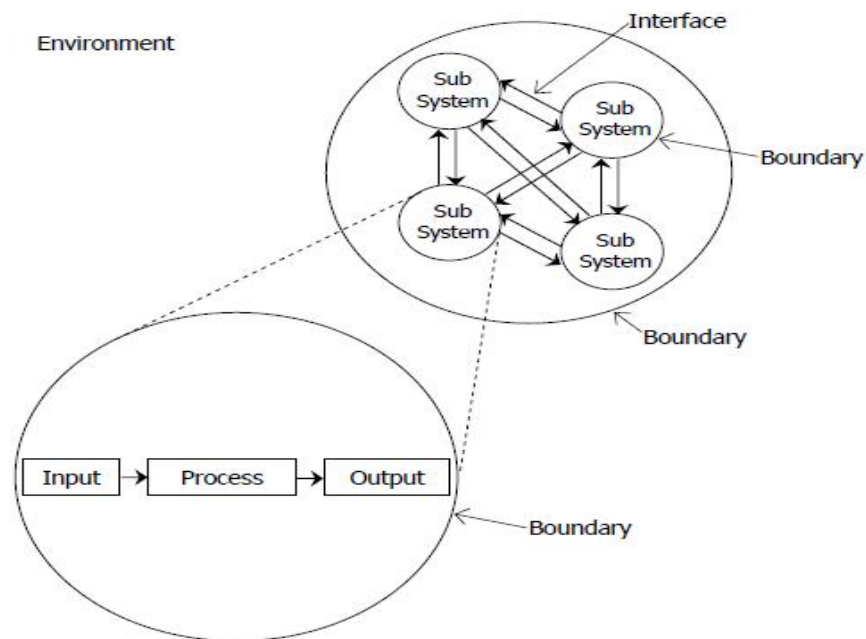 Environment
Interface
Sub
System
Sub
System
Boundary
Sub
System
Sub
System
Boundary
Input
Process
Output
Boundary